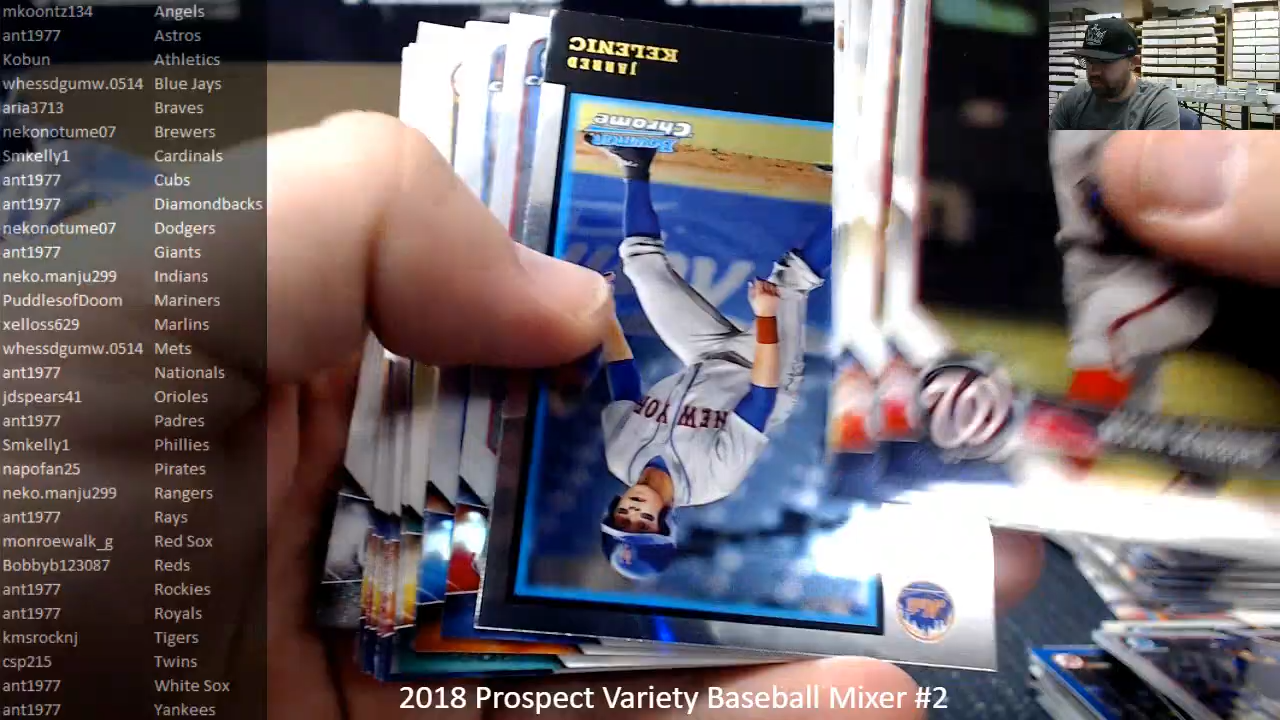 mkoontz134 Angels
ant1977 Astros
Kobun Athletics
whessdgumw.0514 Blue Jays
aria3713 Braves
nekonotume07 Brewers
Smkelly1 Cardinals
ant1977 Cubs
ant1977 Diamondbacks
nekonotume07 Dodgers
ant1977 Giants
neko.manju299 Indians
PuddlesofDoom Mariners
xelloss629 Marlins
whessdgumw.0514 Mets
ant1977 Nationals
jdspears41 Orioles
ant1977 Padres
Smkelly1 Phillies
napofan25 Pirates
neko.manju299 Rangers
ant1977 Rays
monroewalk_g Red Sox
Bobbyb123087 Reds
ant1977 Rockies
ant1977 Royals
kmsrocknj Tigers
csp215 Twins
ant1977 White Sox
ant1977 Yankees
JARRED
KELENIC
Bowman
Chrome
NEW YORK
2018 Prospect Variety Baseball Mixer #2